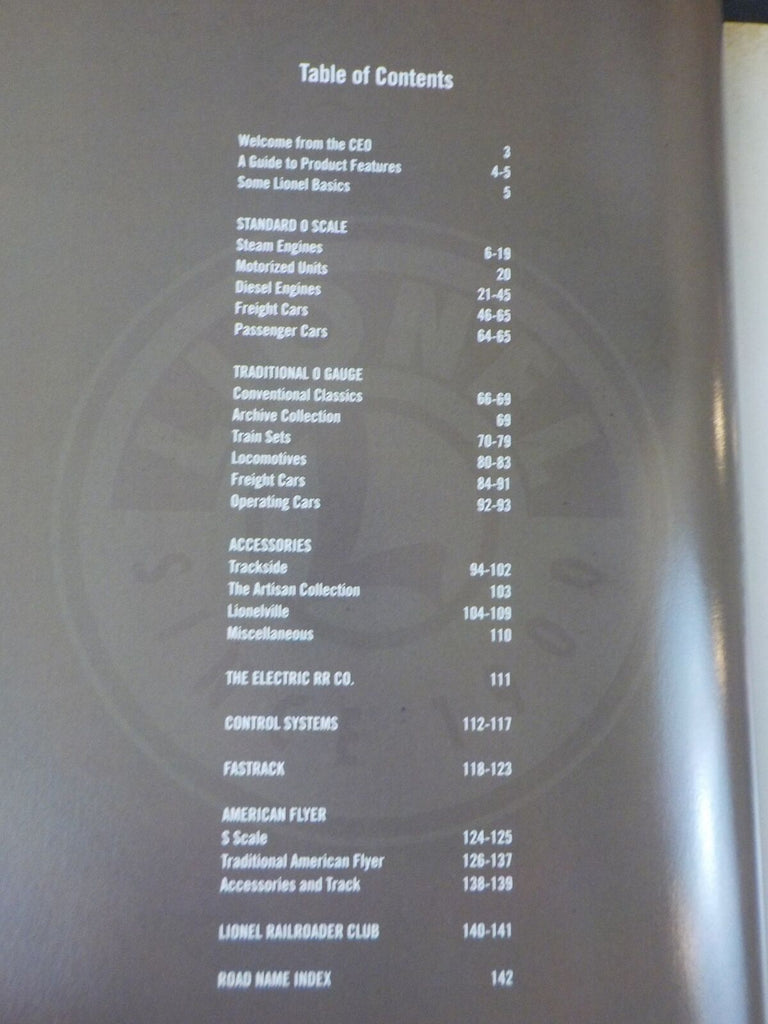 Table of Contents
Welcome from the CEO 3
A Guide to Product Features 4-5
Some Lionel Basics 5
STANDARD O SCALE
Steam Engines 6-19
Motorized Units 20
Diesel Engines 21-45
Freight Cars 46-65
Passenger Cars 64-65
TRADITIONAL O GAUGE
Conventional Classics 66-69
Archive Collection 69
Train Sets 70-79
Locomotives 80-83
Freight Cars 84-91
Operating Cars 92-93
ACCESSORIES
Trackside 94-102
The Artisan Collection 103
Lionelville 104-109
Miscellaneous 110
THE ELECTRIC RR CO. 111
CONTROL SYSTEMS 112-117
FASTRACK 118-123
AMERICAN FLYER
S Scale 124-125
Traditional American Flyer 126-137
Accessories and Track 138-139
LIONEL RAILROADER CLUB 140-141
ROAD NAME INDEX 142
LIONEL
SINCE 1900